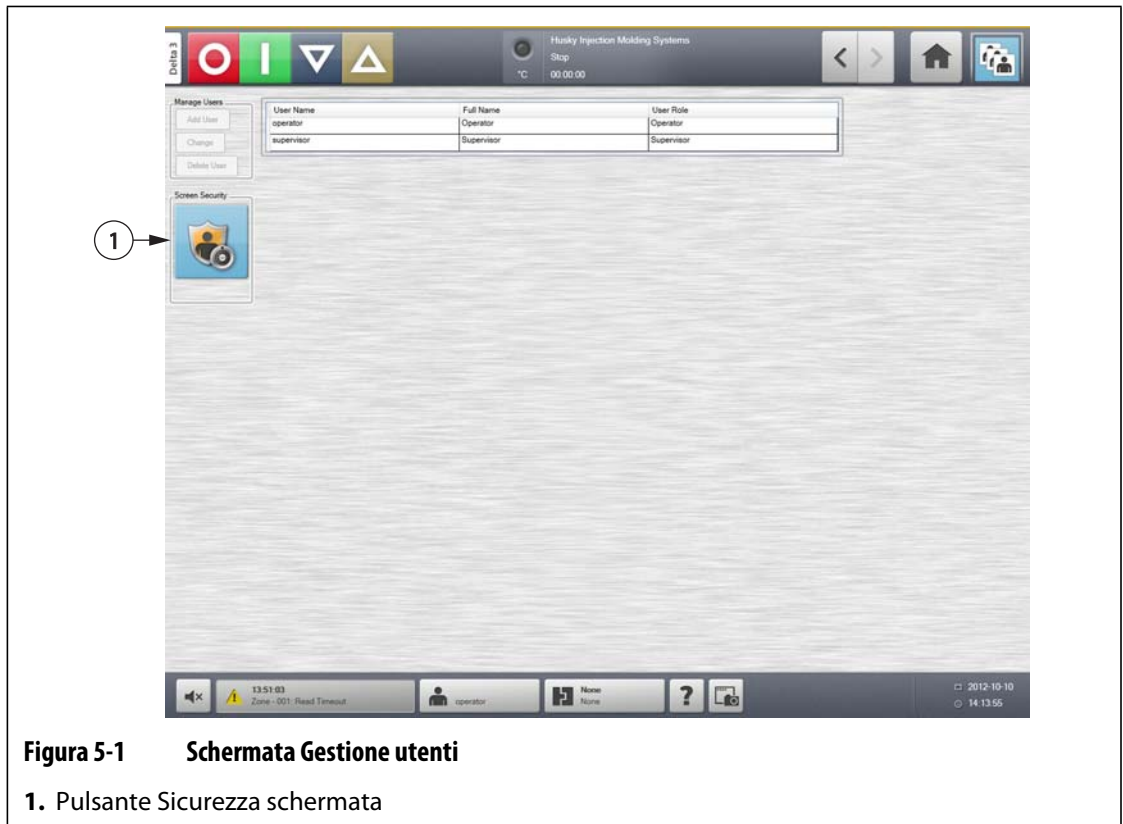 Delta 3
Husky Injection Molding Systems
Stop
°C 00:00:00
Manage Users
Add User
Change
Delete User
User Name Full Name User Role
operator Operator Operator
supervisor Supervisor Supervisor
Screen Security
1
13:51:03
Zone - 001: Read Timeout
operator
None
None
?
2012-10-10
14:13:55
Figura 5-1 Schermata Gestione utenti
1. Pulsante Sicurezza schermata